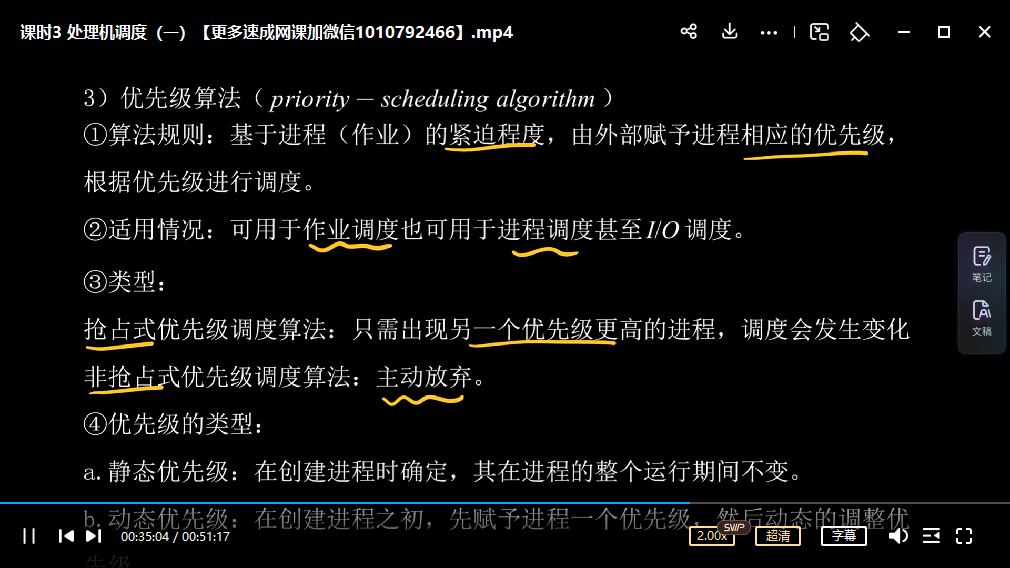 课时3 处理机调度（一）【更多速成网课加微信1010792466】.mp4
3）优先级算法（priority－scheduling algorithm）
①算法规则：基于进程（作业）的紧迫程度，由外部赋予进程相应的优先级，
根据优先级进行调度。
②适用情况：可用于作业调度也可用于进程调度甚至I/O 调度。
笔记
③类型：
文稿
抢占式优先级调度算法：只需出现另一个优先级更高的进程，调度会发生变化
非抢占式优先级调度算法：主动放弃。
④优先级的类型：
a.静态优先级：在创建进程时确定，其在进程的整个运行期间不变。
b.动态优先级：在创建进程之初，先赋予进程一个优先级，然后动态的调整优
先级
00:35:04 / 00:51:17
2.00x
SVIP
超清
字幕